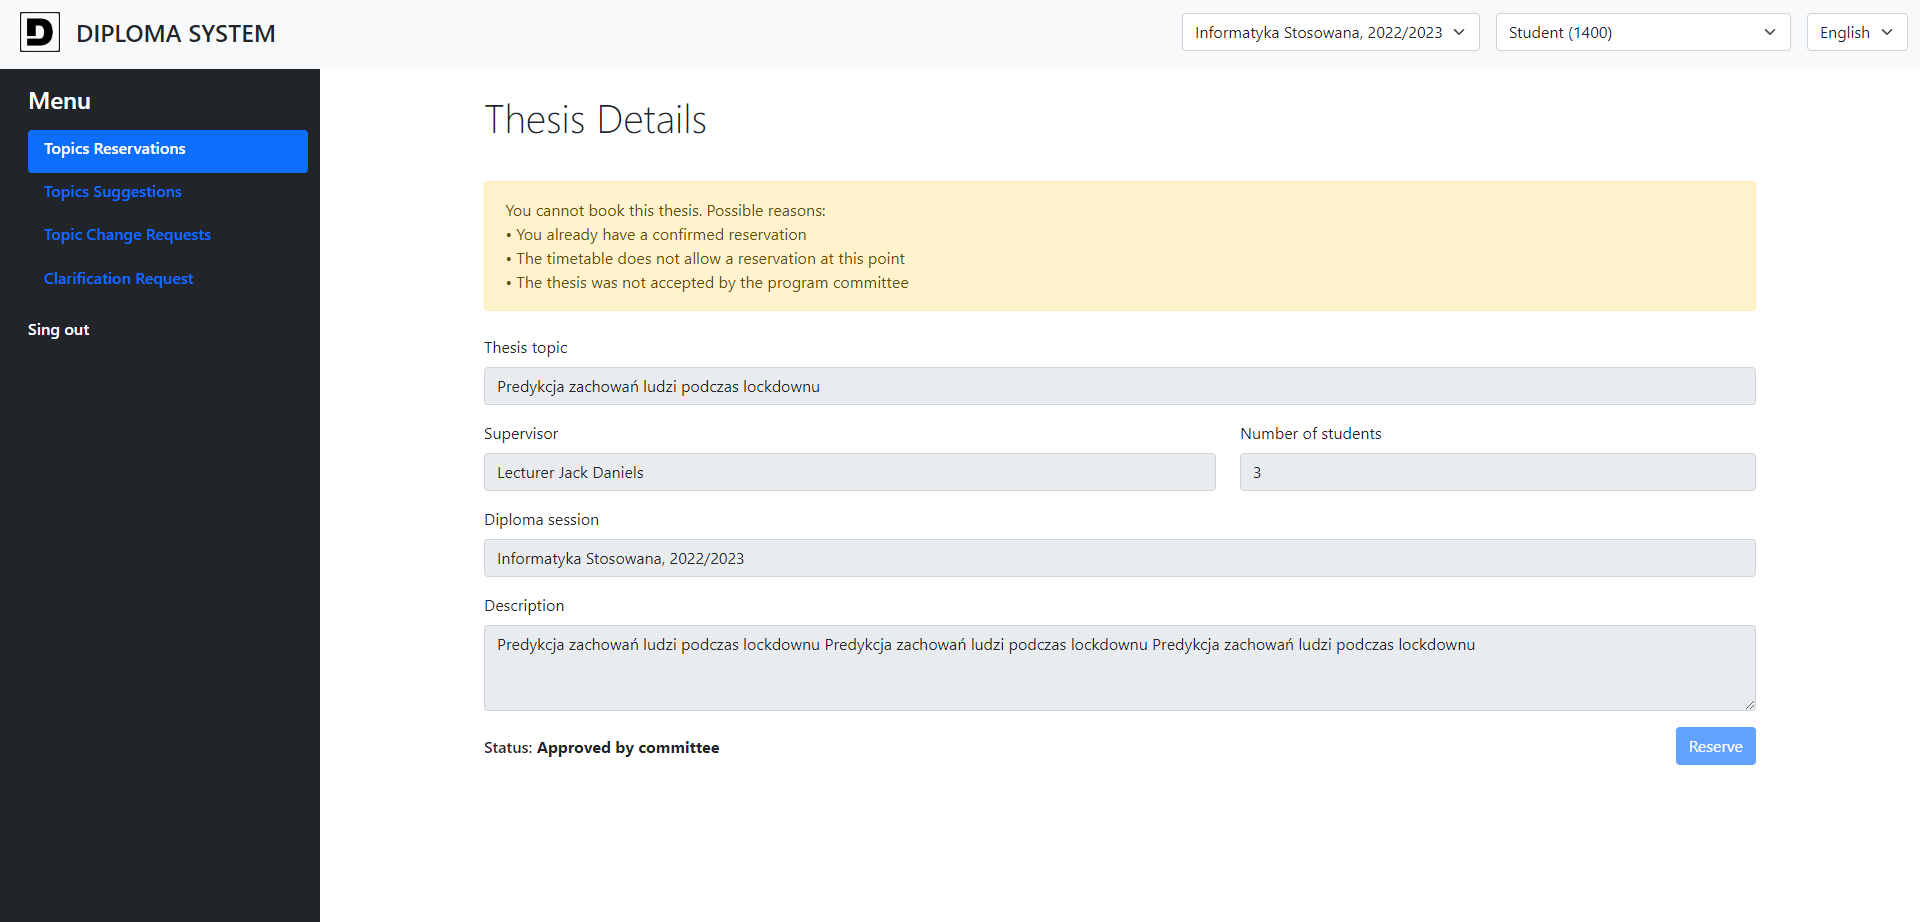 DIPLOMA SYSTEM
Informatyka Stosowana, 2022/2023
Student (1400)
English
Menu
Topics Reservations
Topics Suggestions
Topic Change Requests
Clarification Request
Sing out
Thesis Details
You cannot book this thesis. Possible reasons:
• You already have a confirmed reservation
• The timetable does not allow a reservation at this point
• The thesis was not accepted by the program committee
Thesis topic
Predykcja zachowań ludzi podczas lockdownu
Supervisor
Number of students
Lecturer Jack Daniels
3
Diploma session
Informatyka Stosowana, 2022/2023
Description
Predykcja zachowań ludzi podczas lockdownu Predykcja zachowań ludzi podczas lockdownu Predykcja zachowań ludzi podczas lockdownu
Status: Approved by committee
Reserve